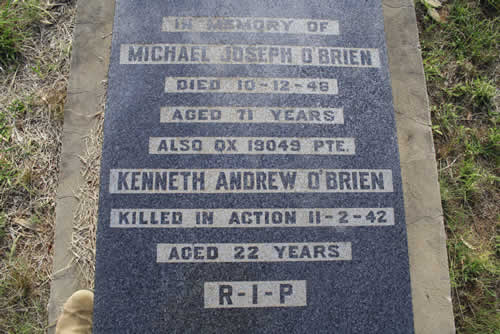 IN MEMORY OF
MICHAEL JOSEPH O'BRIEN
DIED 10-12-48
AGED 71 YEARS
ALSO QX 19049 PTE.
KENNETH ANDREW O'BRIEN
KILLED IN ACTION 11-2-42
AGED 22 YEARS
R-I-P